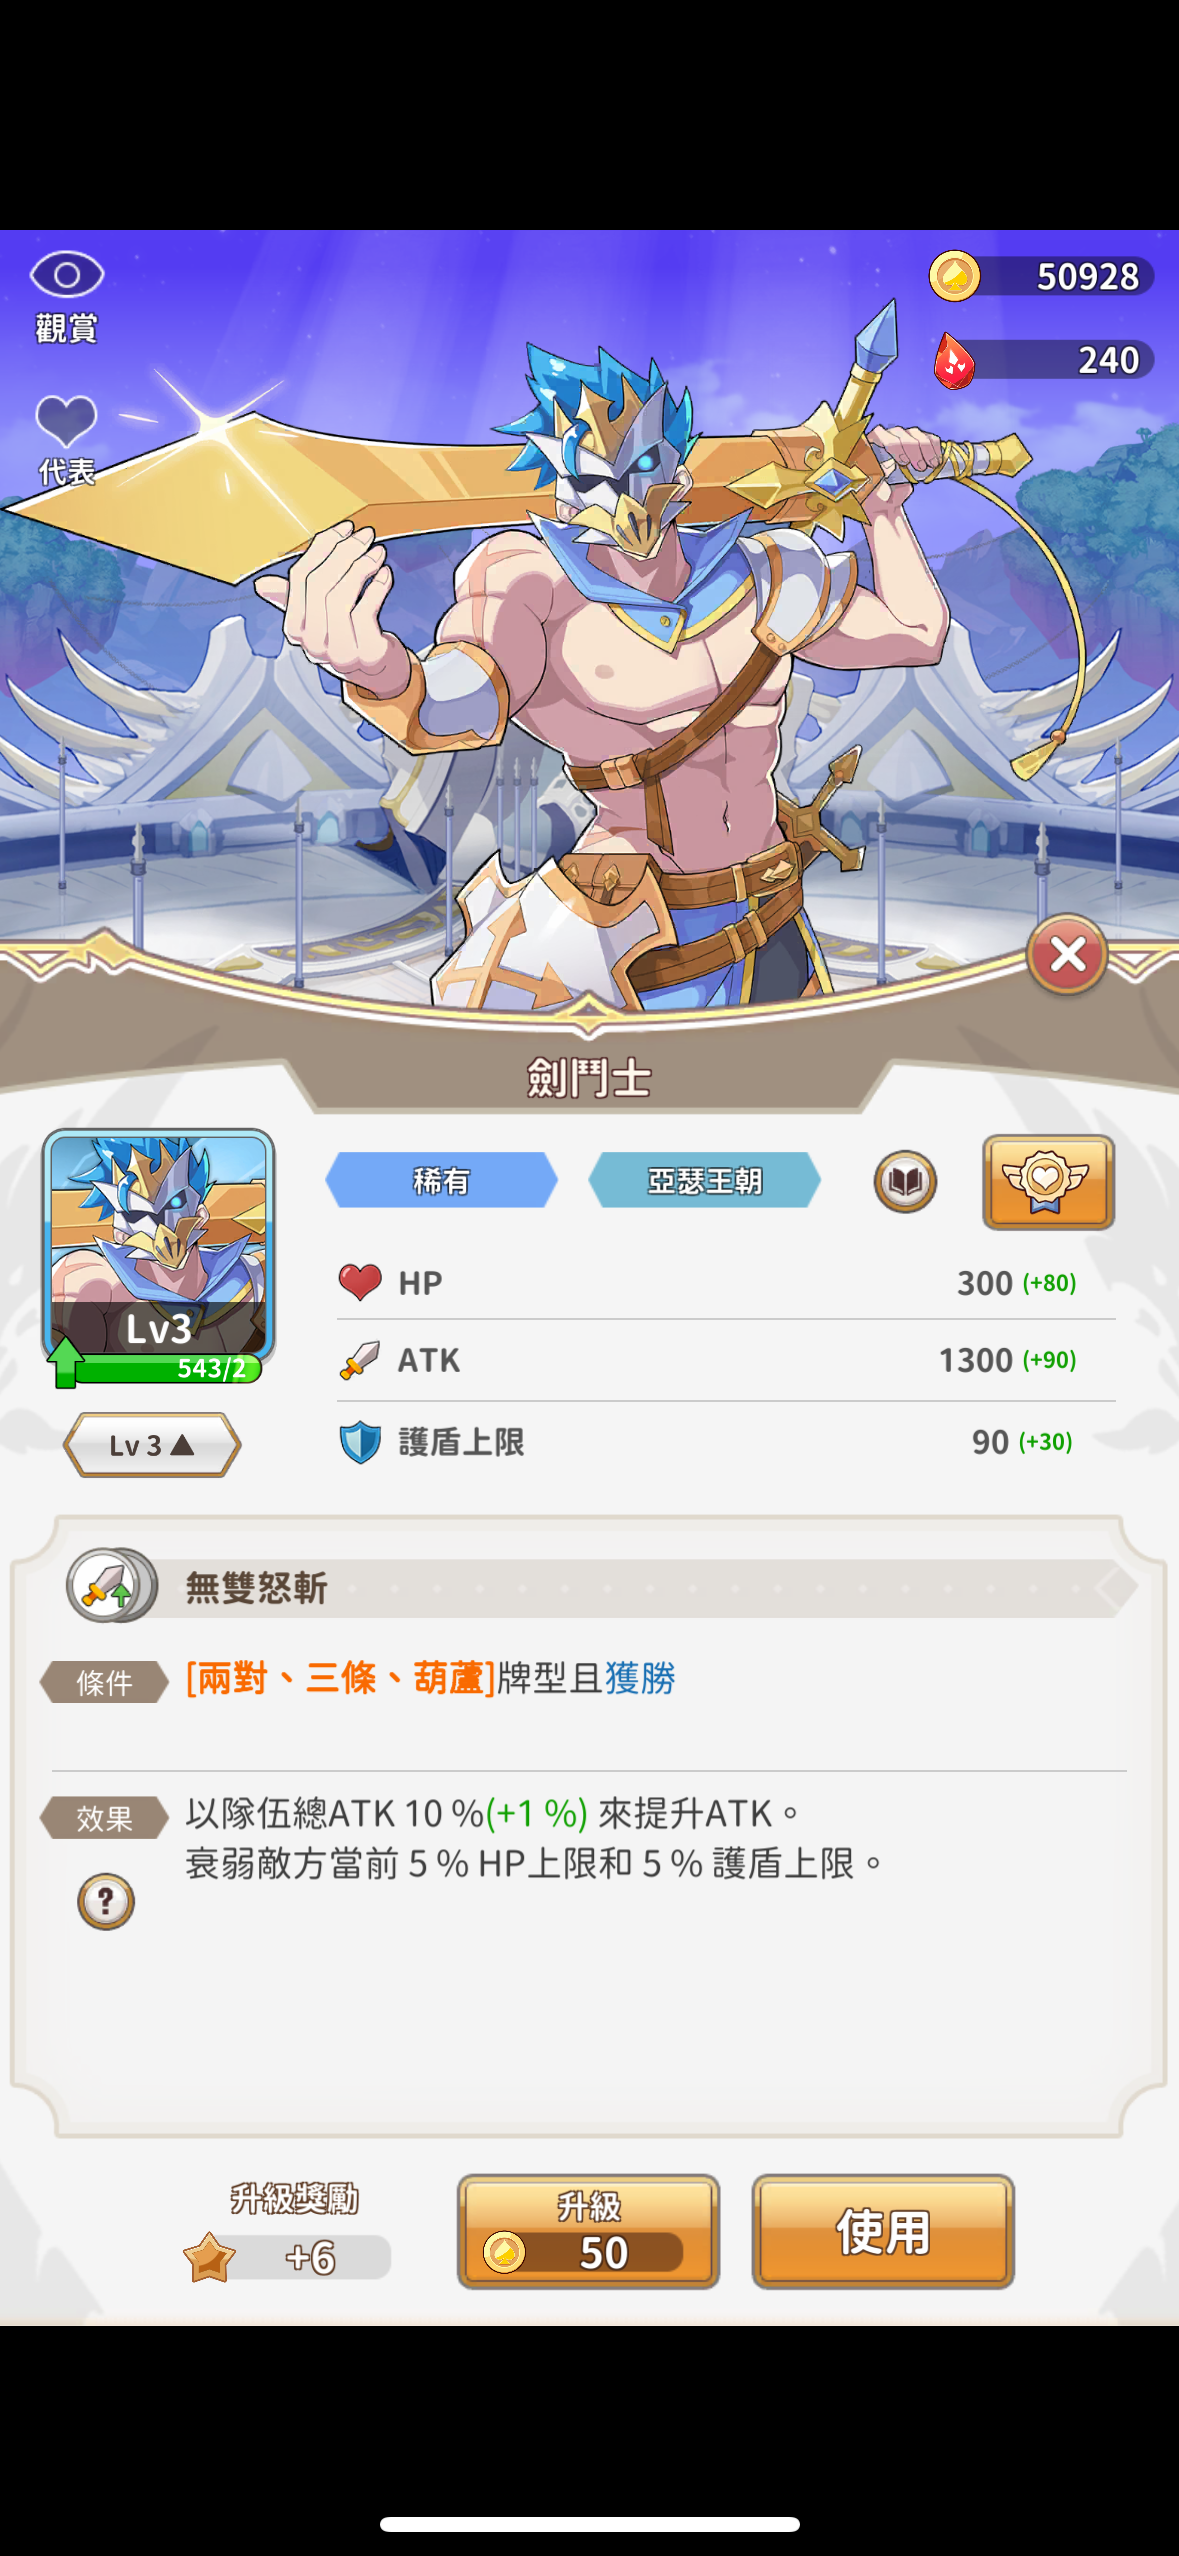 觀賞
50928
240
代表
劍鬥士
稀有
亞瑟王朝
Lv3
543/2
Lv 3 ▲
HP
300 (+80)
ATK
1300 (+90)
護盾上限
90 (+30)
無雙怒斬
條件
[兩對、三條、葫蘆]牌型且獲勝
效果
以隊伍總ATK 10 %(+1 %) 來提升ATK。
衰弱敵方當前 5 % HP上限和 5 % 護盾上限。
?
升級獎勵
+6
升級
50
使用